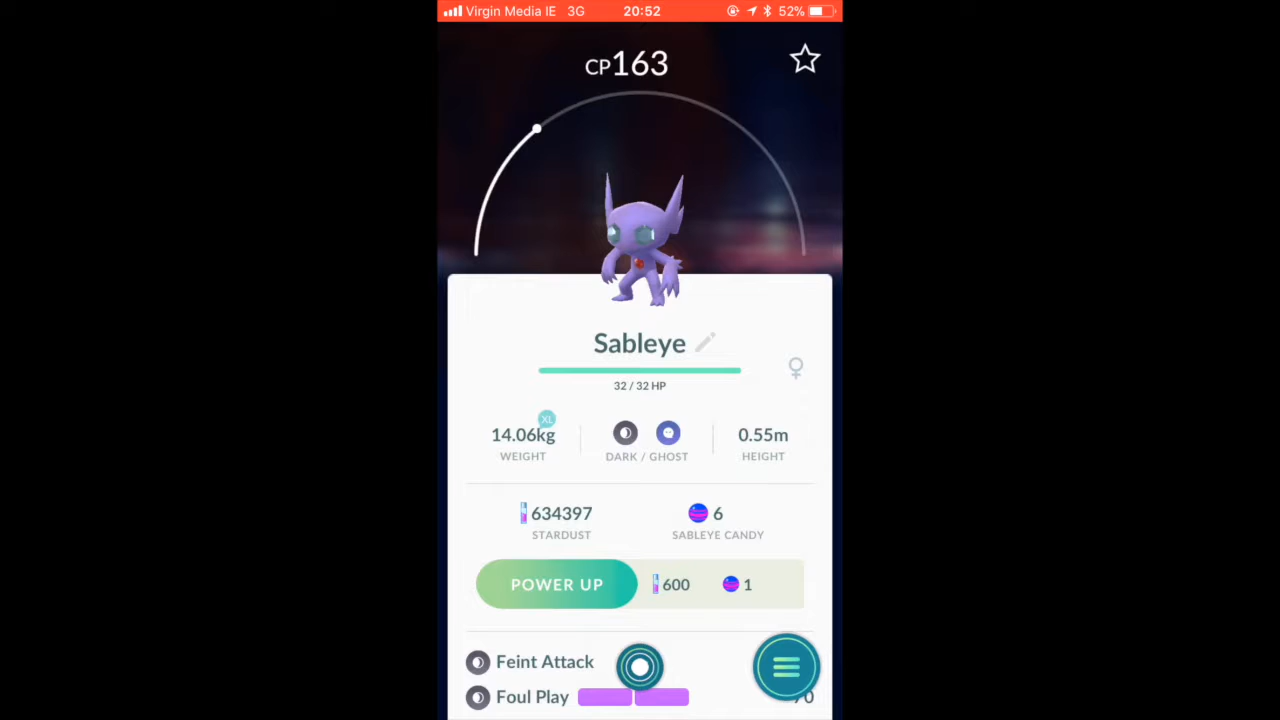 Virgin Media IE 3G 20:52 52%
CP163
Sableye
32 / 32 HP
XL
14.06kg 0.55m
WEIGHT DARK / GHOST HEIGHT
634397 6
STARDUST SABLEYE CANDY
POWER UP 600 1
Feint Attack
Foul Play 70